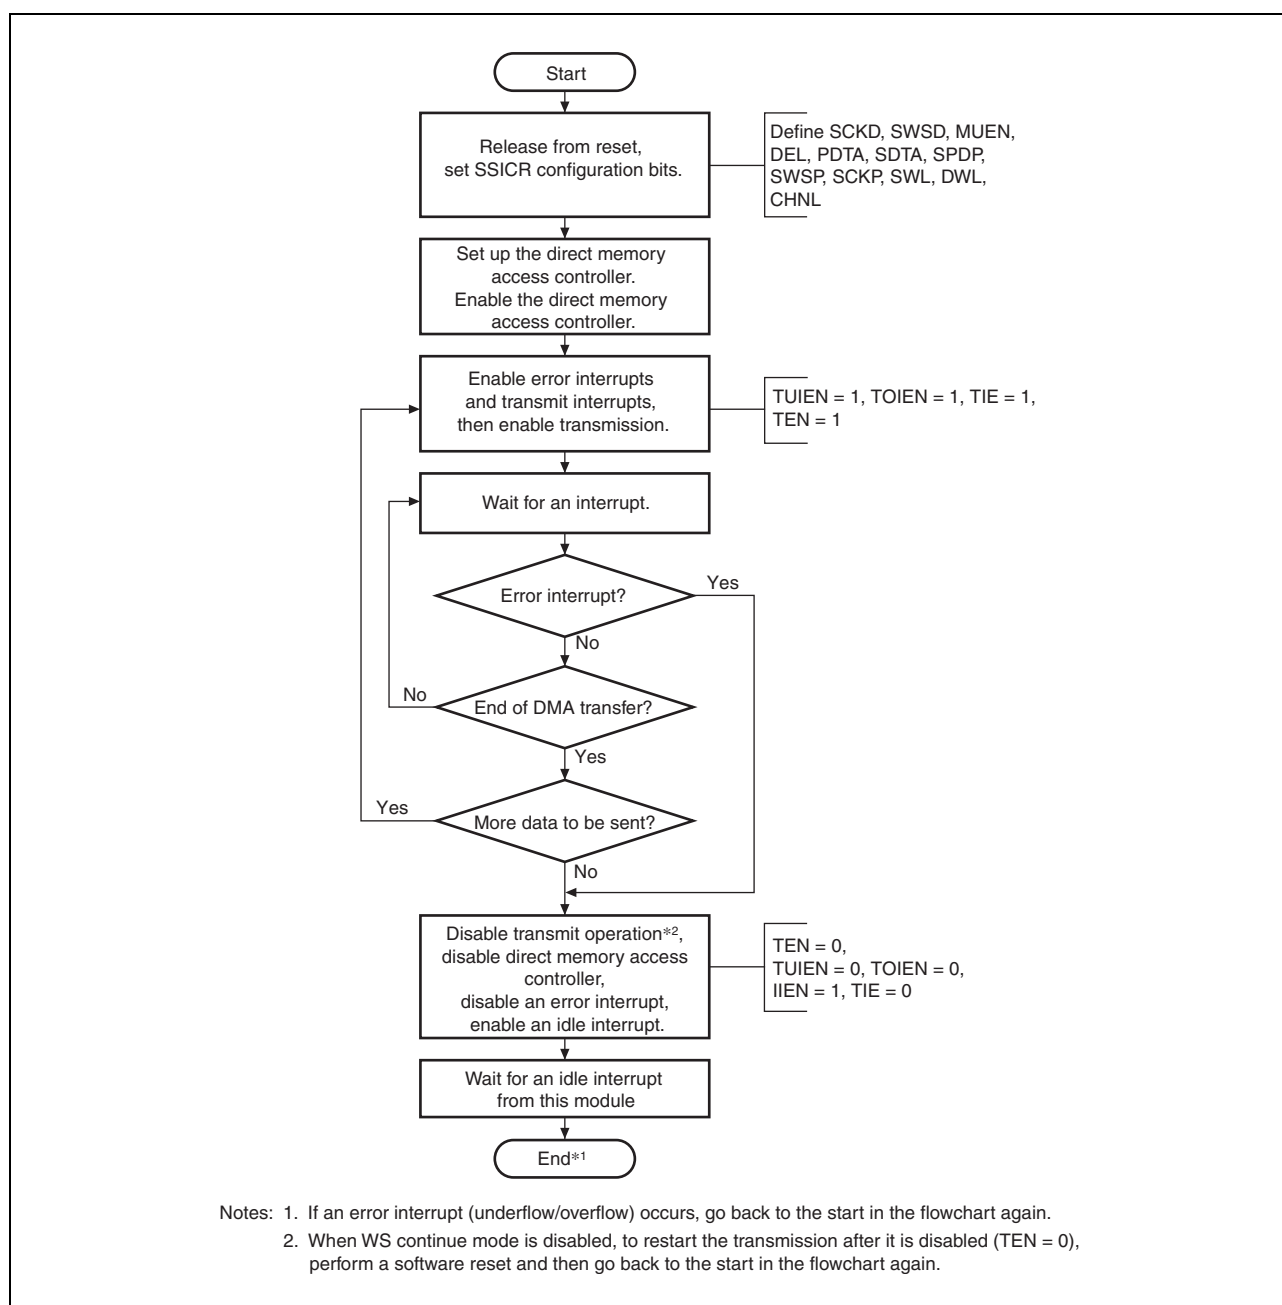 Start
Release from reset,
set SSICR configuration bits.
Define SCKD, SWSD, MUEN,
DEL, PDTA, SDTA, SPDP,
SWSP, SCKP, SWL, DWL,
CHNL
Set up the direct memory
access controller.
Enable the direct memory
access controller.
Enable error interrupts
and transmit interrupts,
then enable transmission.
TUIEN = 1, TOIEN = 1, TIE = 1,
TEN = 1
Wait for an interrupt.
Error interrupt?
Yes
No
End of DMA transfer?
No
Yes
More data to be sent?
Yes
No
Disable transmit operation*2,
disable direct memory access
controller,
disable an error interrupt,
enable an idle interrupt.
TEN = 0,
TUIEN = 0, TOIEN = 0,
IIEN = 1, TIE = 0
Wait for an idle interrupt
from this module
End*1
Notes: 1. If an error interrupt (underflow/overflow) occurs, go back to the start in the flowchart again.
2. When WS continue mode is disabled, to restart the transmission after it is disabled (TEN = 0),
perform a software reset and then go back to the start in the flowchart again.